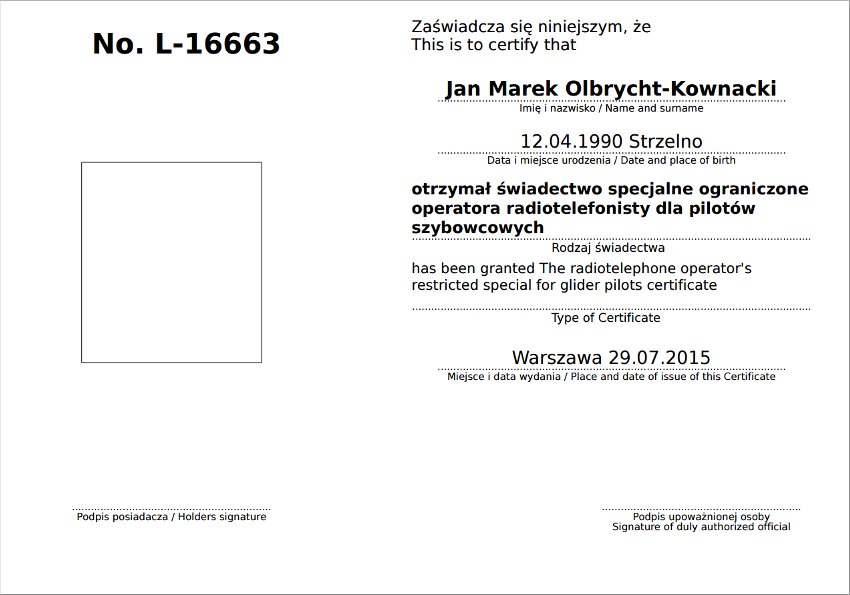 No. L-16663
Zaświadcza się niniejszym, że
This is to certify that
Jan Marek Olbrycht-Kownacki
Imię i nazwisko / Name and surname
12.04.1990 Strzelno
Data i miejsce urodzenia / Date and place of birth
otrzymał świadectwo specjalne ograniczone
operatora radiotelefonisty dla pilotów
szybowcowych
Rodzaj świadectwa
has been granted The radiotelephone operator's
restricted special for glider pilots certificate
Type of Certificate
Warszawa 29.07.2015
Miejsce i data wydania / Place and date of issue of this Certificate
Podpis posiadacza / Holders signature
Podpis upoważnionej osoby
Signature of duly authorized official